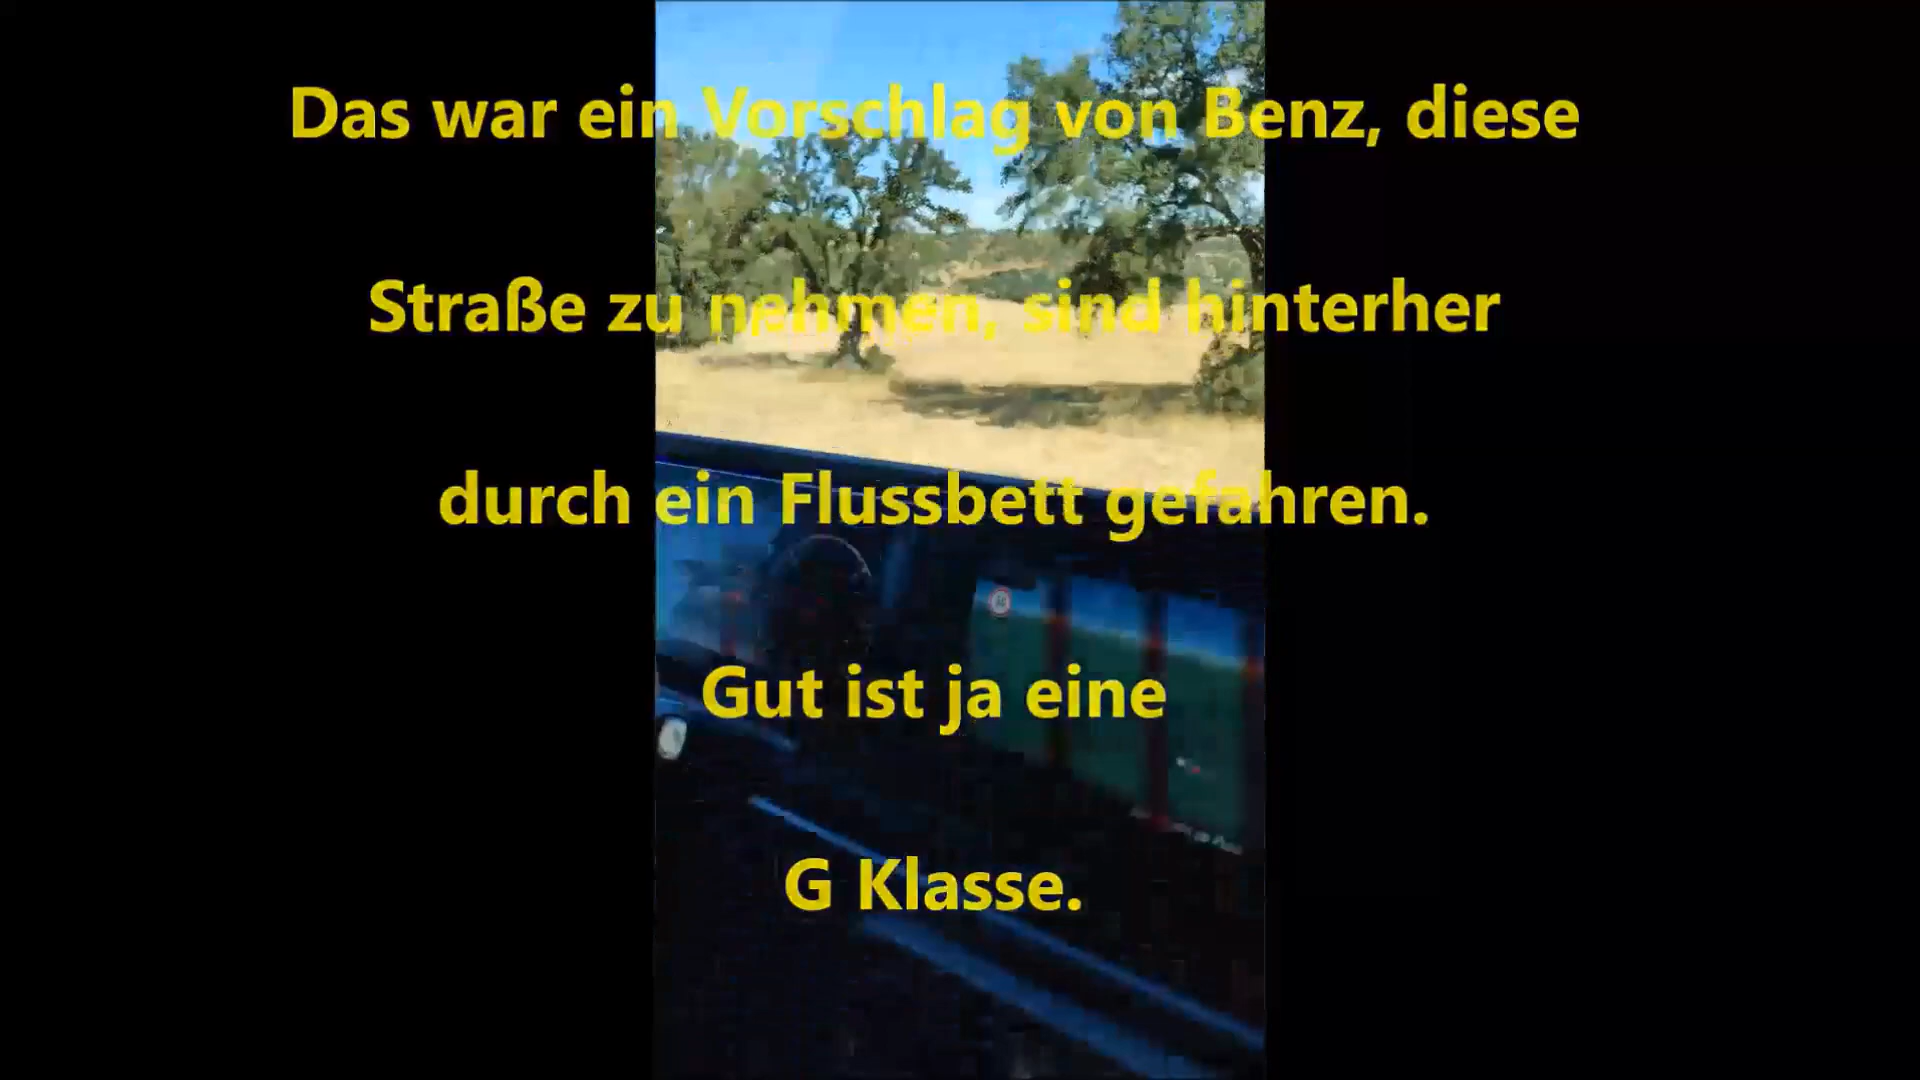 Das war ein Vorschlag von Benz, diese
Straße zu nehmen, sind hinterher
durch ein Flussbett gefahren.
Gut ist ja eine
G Klasse.